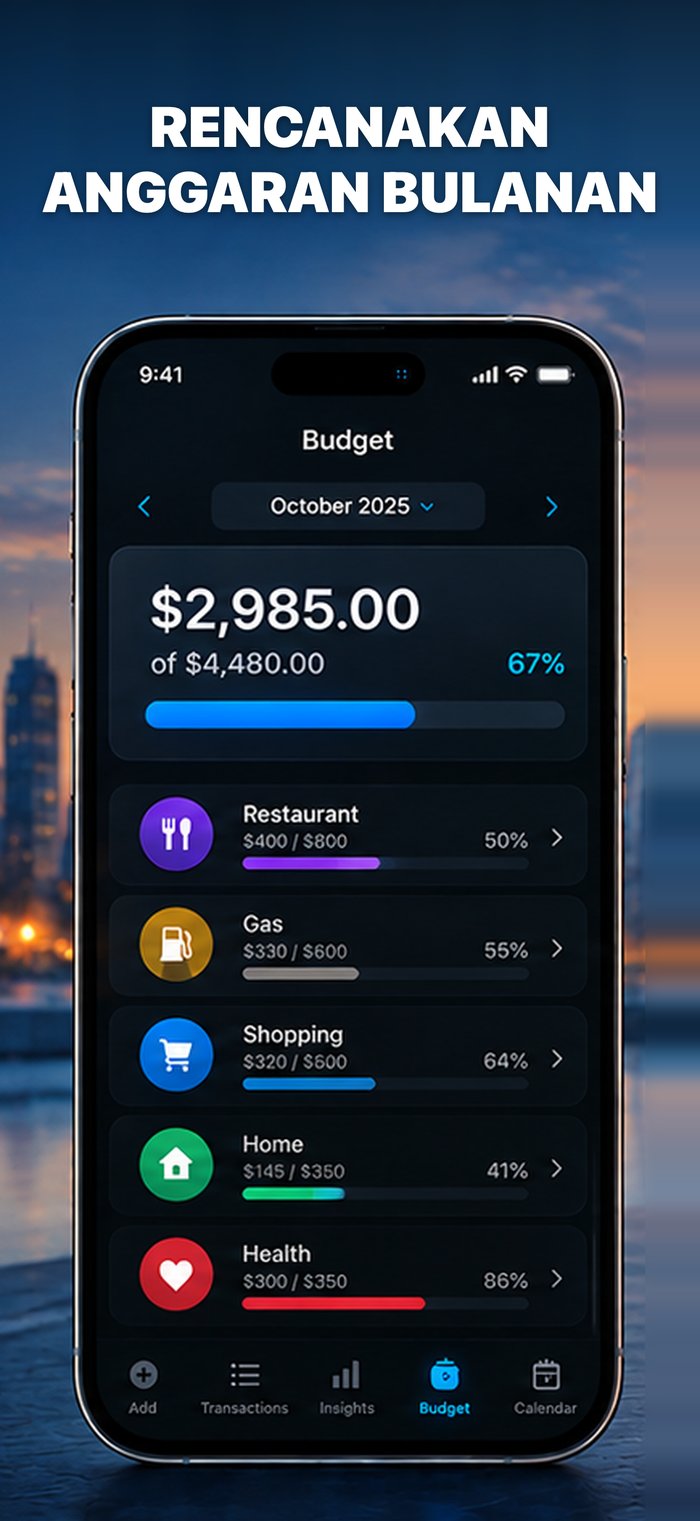 RENCANAKAN
ANGGARAN BULANAN
9:41
Budget
October 2025
$2,985.00
of $4,480.00
67%
Restaurant
$400 / $800
50%
Gas
$330 / $600
55%
Shopping
$320 / $600
64%
Home
$145 / $350
41%
Health
$300 / $350
86%
Add
Transactions
Insights
Budget
Calendar